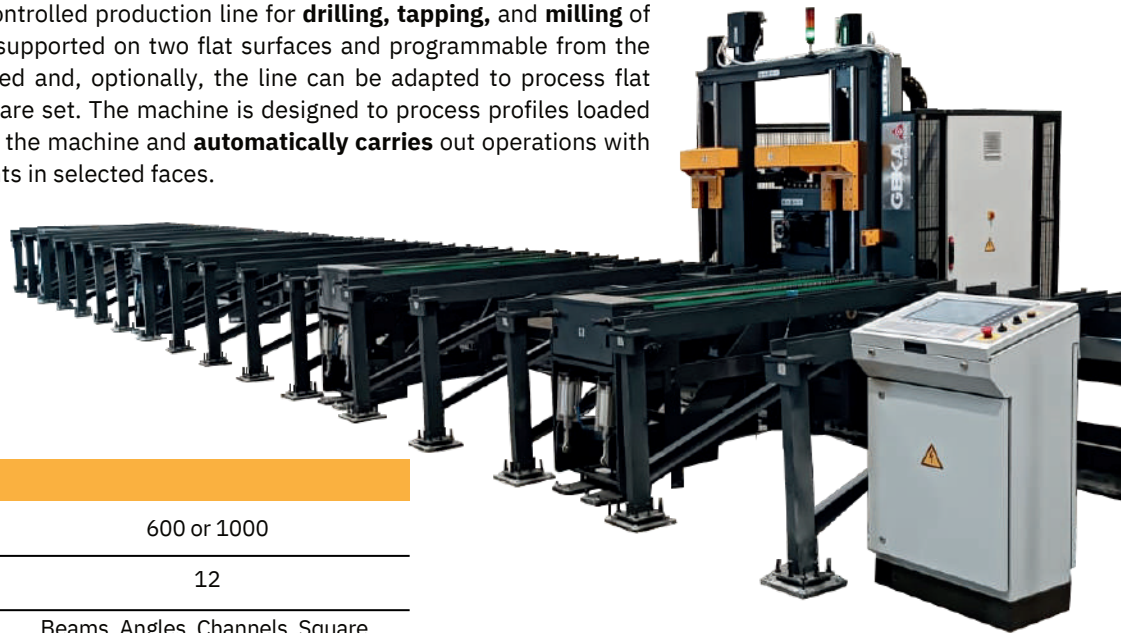 ontrolled production line for drilling, tapping, and milling of
supported on two flat surfaces and programmable from the
ed and, optionally, the line can be adapted to process flat
are set. The machine is designed to process profiles loaded
the machine and automatically carries out operations with
ts in selected faces.
GEKA
600 or 1000
12
Beams, Angles, Channels, Square